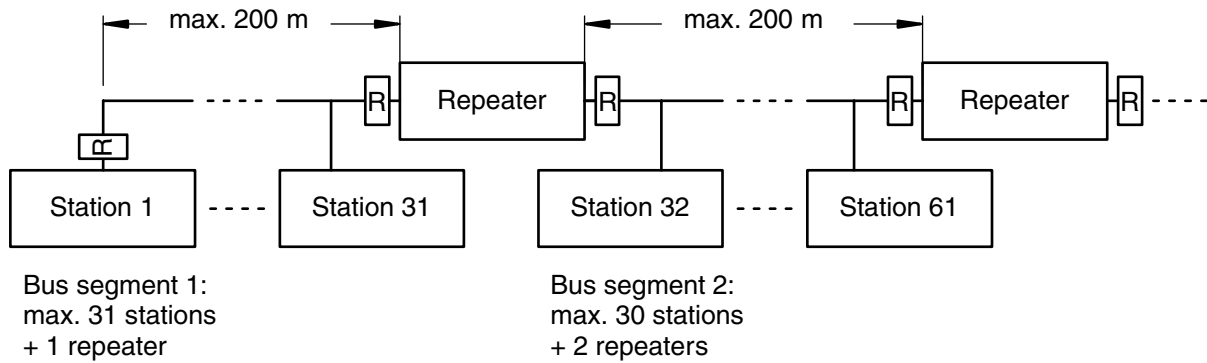 max. 200 m
max. 200 m
R
Repeater
R
R
Repeater
R
R
Station 1
Station 31
Station 32
Station 61
Bus segment 1:
max. 31 stations
+ 1 repeater
Bus segment 2:
max. 30 stations
+ 2 repeaters